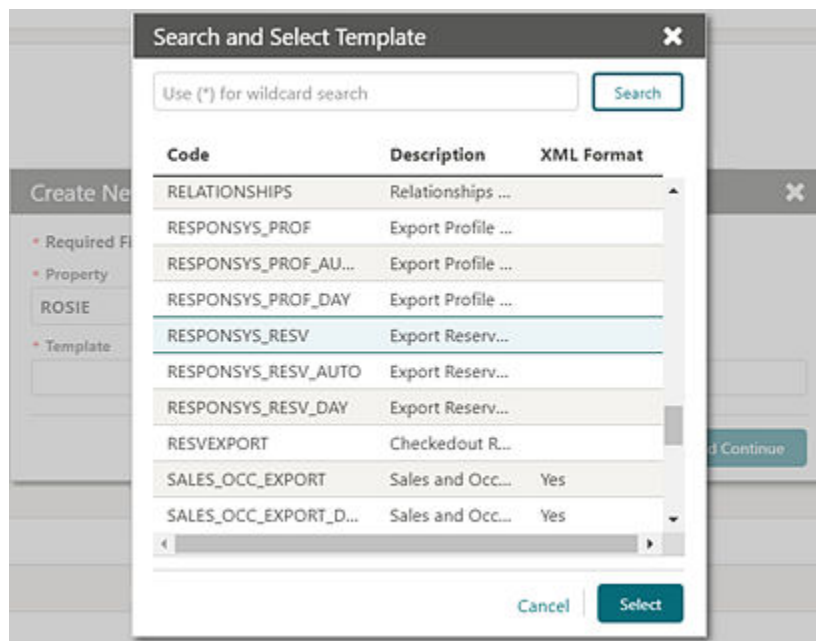 Search and Select Template
Use (*) for wildcard search
Search
Code Description XML Format
RELATIONSHIPS Relationships ...
RESPONSYS_PROF Export Profile ...
RESPONSYS_PROF_AU... Export Profile ...
RESPONSYS_PROF_DAY Export Profile ...
RESPONSYS_RESV Export Reserv...
RESPONSYS_RESV_AUTO Export Reserv...
RESPONSYS_RESV_DAY Export Reserv...
RESVEXPORT Checkedout R...
SALES_OCC_EXPORT Sales and Occ... Yes
SALES_OCC_EXPORT_D... Sales and Occ... Yes
Cancel Select
Create Ne
* Required Fi
* Property
ROSIE
* Template
d Continue